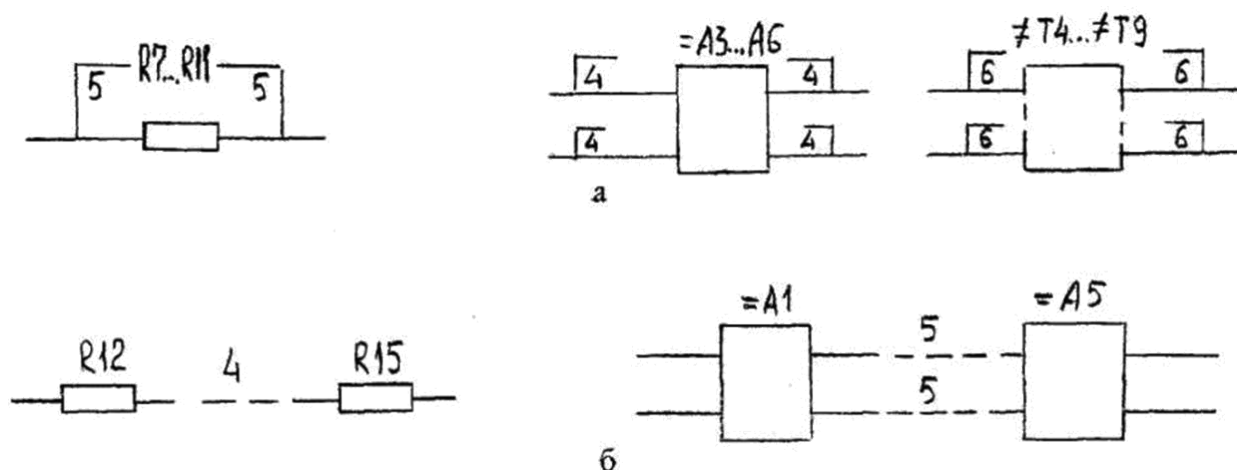 R7...R11
5 5
=A3...A6
4 4
4 4
≠T4...≠T9
6 6
6 6
а
R12 4 R15
=A1 5 =A5
5
б